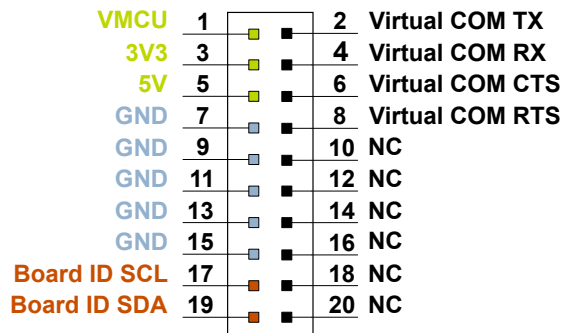 VMCU 1 2 Virtual COM TX
3V3 3 4 Virtual COM RX
5V 5 6 Virtual COM CTS
GND 7 8 Virtual COM RTS
GND 9 10 NC
GND 11 12 NC
GND 13 14 NC
GND 15 16 NC
Board ID SCL 17 18 NC
Board ID SDA 19 20 NC